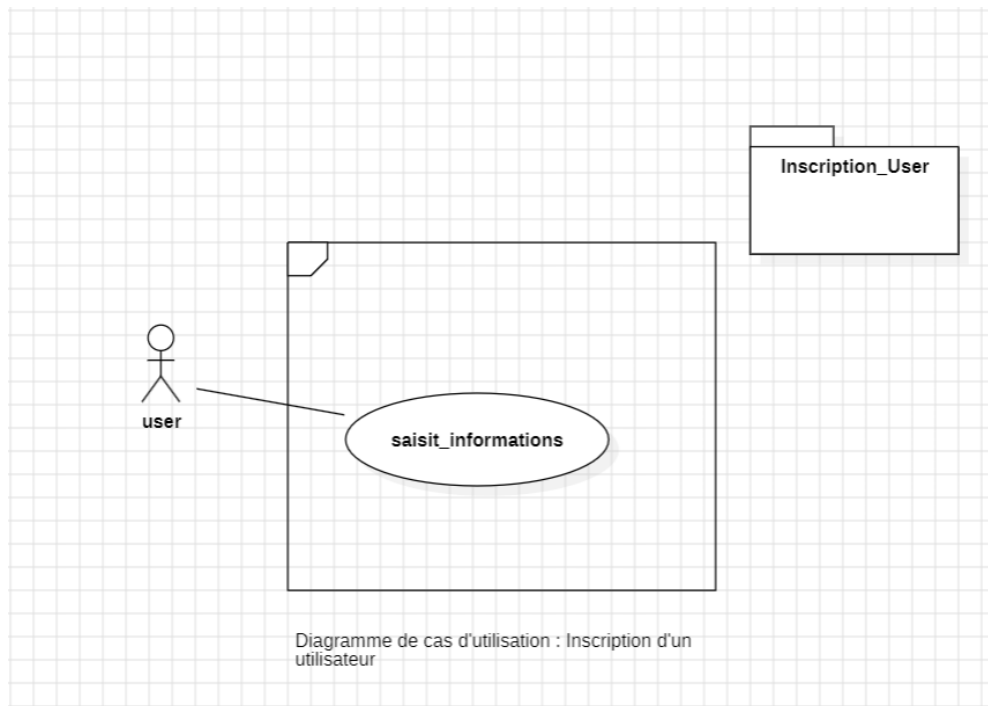 Inscription_User
user
saisit_informations
Diagramme de cas d'utilisation : Inscription d'un
utilisateur